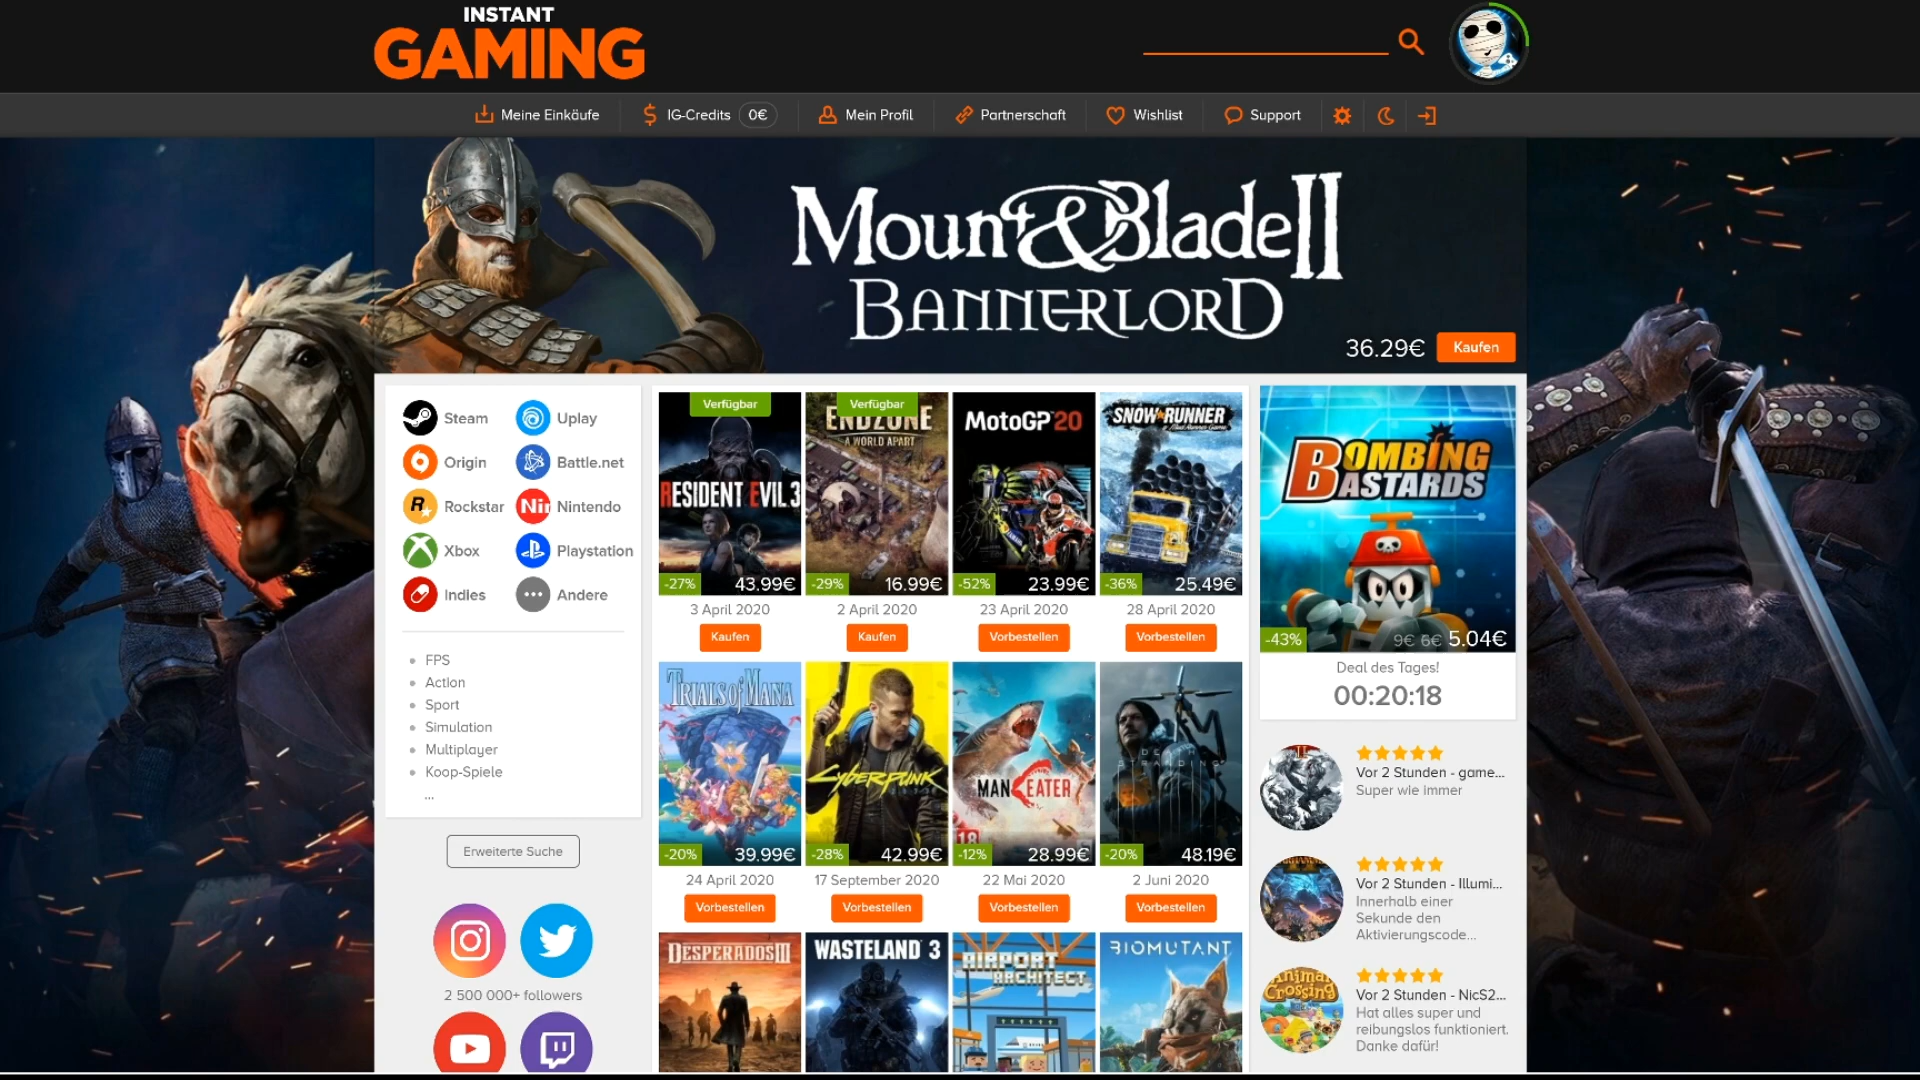 INSTANT
GAMING
Meine Einkäufe
IG-Credits 0€
Mein Profil
Partnerschaft
Wishlist
Support
Mount&Blade II
BANNERLORD
36.29€ Kaufen
Steam Uplay
Origin Battle.net
Rockstar Nintendo
Xbox Playstation
Indies Andere
FPS
Action
Sport
Simulation
Multiplayer
Koop-Spiele
...
Erweiterte Suche
2 500 000+ followers
Verfügbar
RESIDENT EVIL 3
-27% 43.99€
3 April 2020
Kaufen
Verfügbar
ENDZONE
A WORLD APART
-29% 16.99€
2 April 2020
Kaufen
MotoGP 20
-52% 23.99€
23 April 2020
Vorbestellen
SNOWRUNNER
A MudRunner Game
-36% 25.49€
28 April 2020
Vorbestellen
TRIALS of MANA
-20% 39.99€
24 April 2020
Vorbestellen
CYBERPUNK
-28% 42.99€
17 September 2020
Vorbestellen
MANEATER
18
-12% 28.99€
22 Mai 2020
Vorbestellen
DEATH
STRANDING
-20% 48.19€
2 Juni 2020
Vorbestellen
DESPERADOS III
WASTELAND 3
AIRPORT
ARCHITECT
BIOMUTANT
BOMBING
BASTARDS
-43% 9€ 6€ 5.04€
Deal des Tages!
00:20:18
Vor 2 Stunden - game...
Super wie immer
Vor 2 Stunden - Illumi...
Innerhalb einer
Sekunde den
Aktivierungscode...
Animal
Crossing
Vor 2 Stunden - NicS2...
Hat alles super und
reibungslos funktioniert.
Danke dafür!